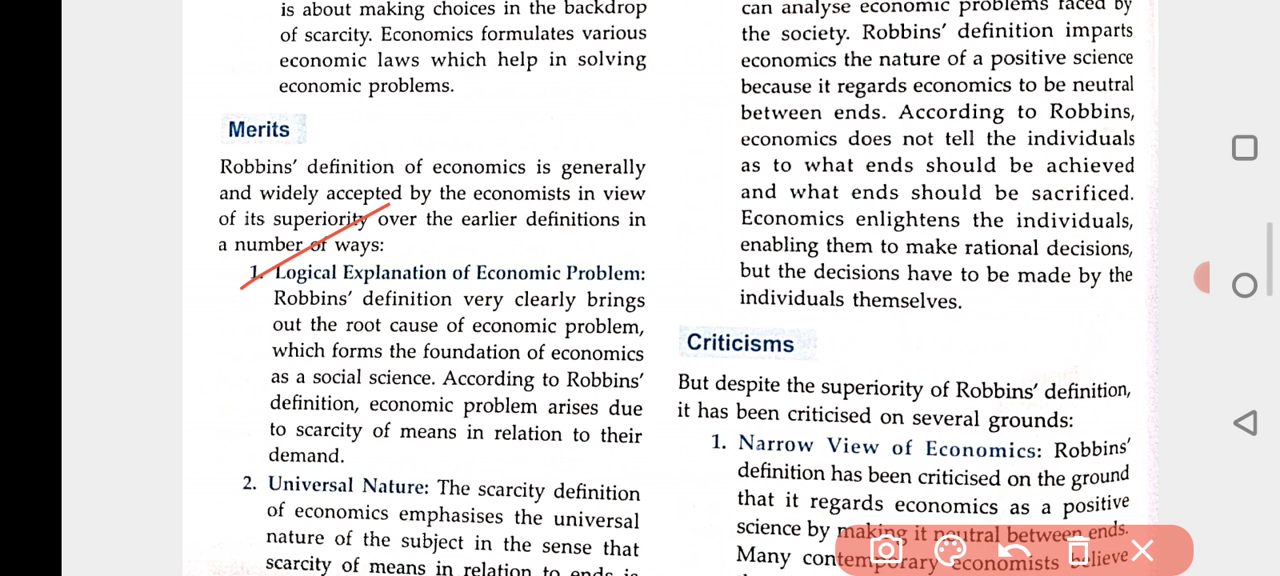 is about making choices in the backdrop
of scarcity. Economics formulates various
economic laws which help in solving
economic problems.
Merits
Robbins' definition of economics is generally
and widely accepted by the economists in view
of its superiority over the earlier definitions in
a number of ways:
1. Logical Explanation of Economic Problem:
Robbins' definition very clearly brings
out the root cause of economic problem,
which forms the foundation of economics
as a social science. According to Robbins'
definition, economic problem arises due
to scarcity of means in relation to their
demand.
2. Universal Nature: The scarcity definition
of economics emphasises the universal
nature of the subject in the sense that
scarcity of means in relation to ends is
can analyse economic problems faced by
the society. Robbins' definition imparts
economics the nature of a positive science
because it regards economics to be neutral
between ends. According to Robbins,
economics does not tell the individuals
as to what ends should be achieved
and what ends should be sacrificed.
Economics enlightens the individuals,
enabling them to make rational decisions,
but the decisions have to be made by the
individuals themselves.
Criticisms
But despite the superiority of Robbins' definition,
it has been criticised on several grounds:
1. Narrow View of Economics: Robbins'
definition has been criticised on the ground
that it regards economics as a positive
science by making it neutral between ends.
Many contemporary economists believe